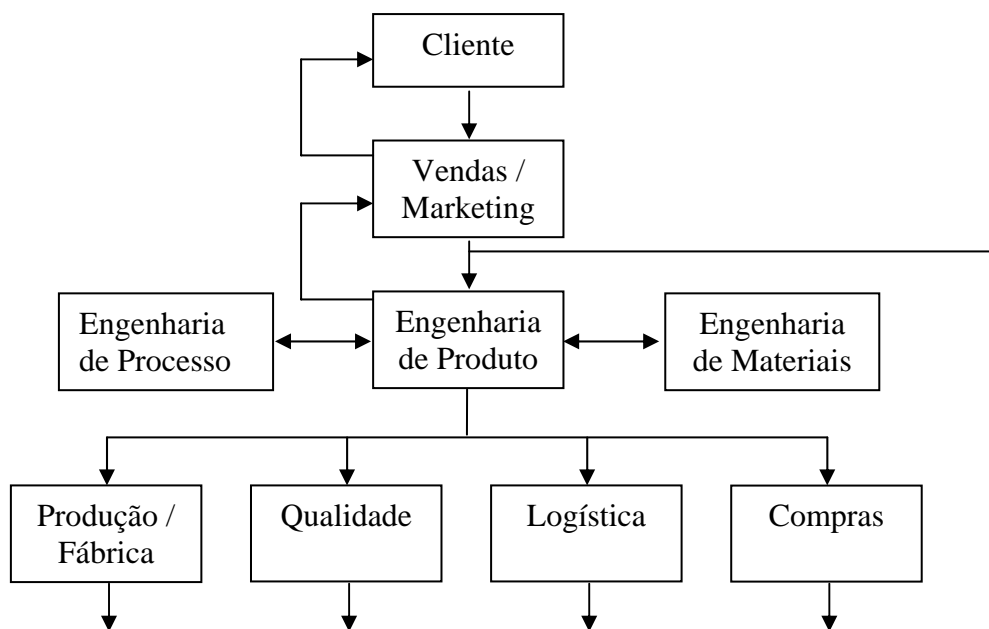 Cliente
Vendas /
Marketing
Engenharia
de Processo
Engenharia
de Produto
Engenharia
de Materiais
Produção /
Fábrica
Qualidade
Logística
Compras